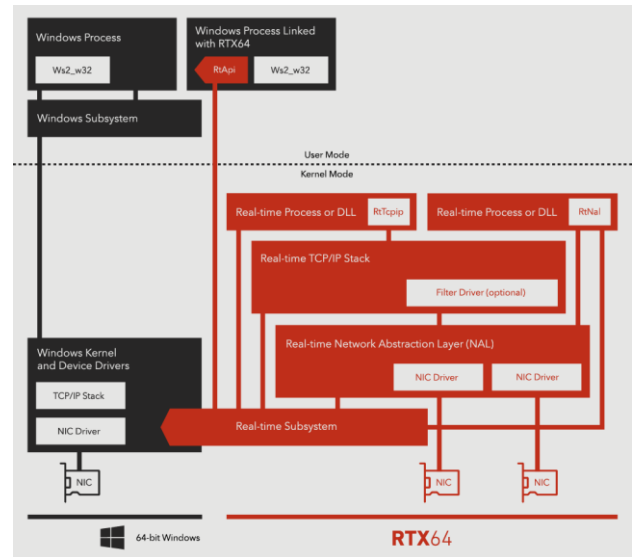 Windows Process
Ws2_w32
Windows Process Linked
with RTX64
RtApi
Ws2_w32
Windows Subsystem
User Mode
Kernel Mode
Real-time Process or DLL
RtTcpip
Real-time Process or DLL
RtNal
Real-time TCP/IP Stack
Filter Driver (optional)
Real-time Network Abstraction Layer (NAL)
NIC Driver
NIC Driver
Windows Kernel
and Device Drivers
TCP/IP Stack
NIC Driver
Real-time Subsystem
NIC
NIC
NIC
64-bit Windows
RTX64